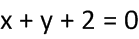 x + y + 2 = 0